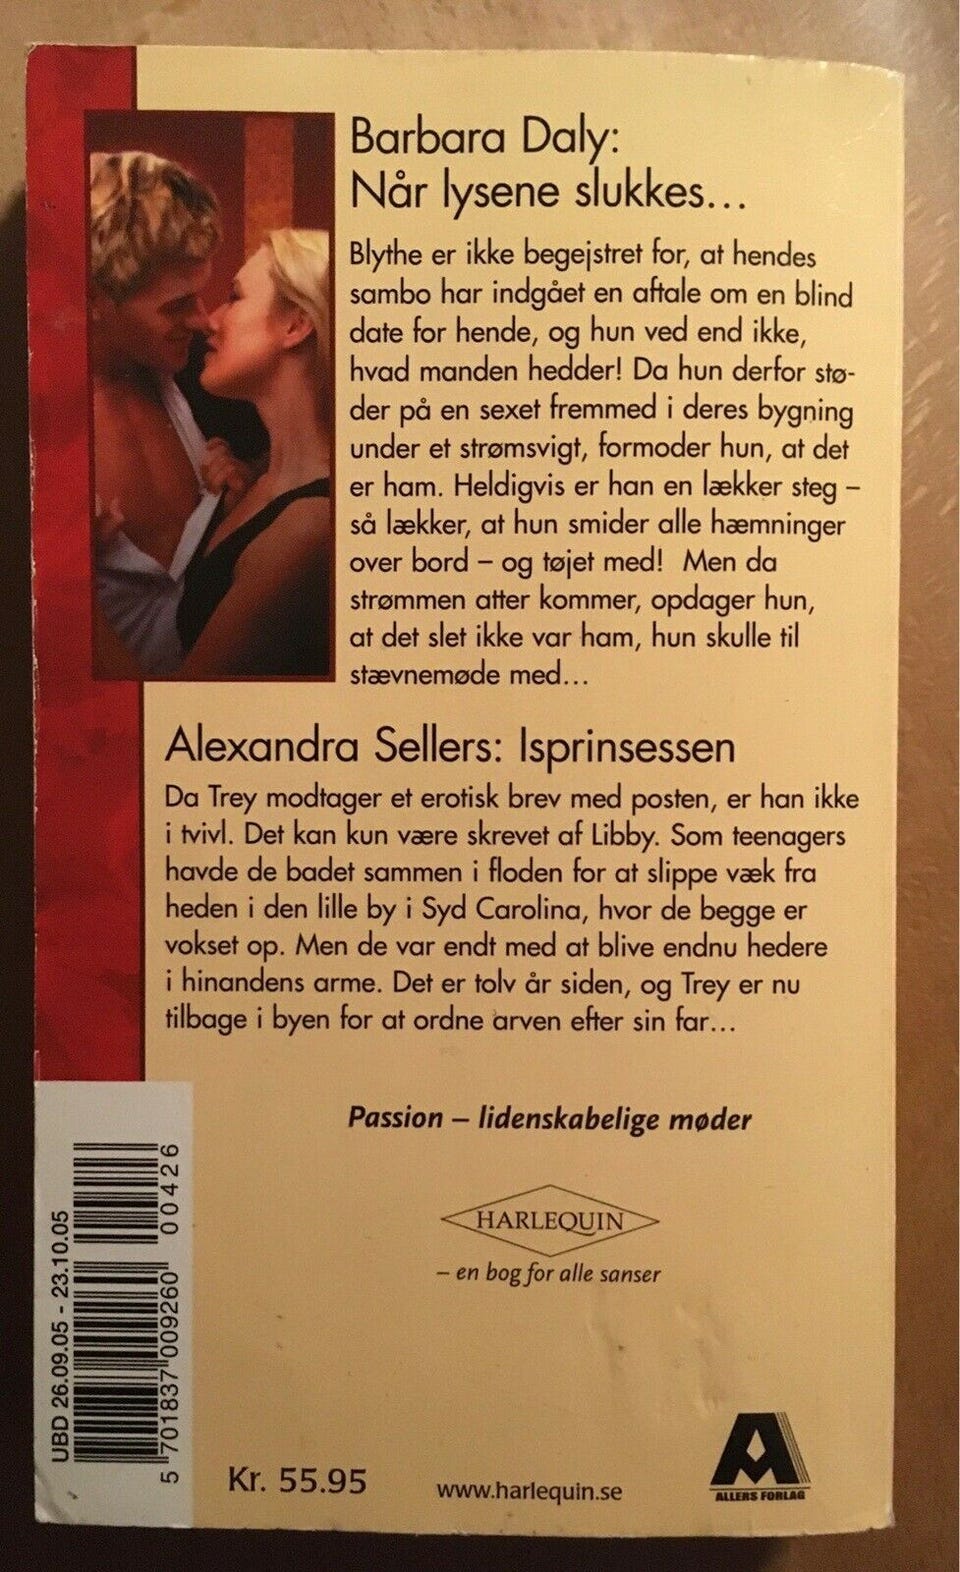 Barbara Daly:
Når lysene slukkes...
Blythe er ikke begejstret for, at hendes
sambo har indgået en aftale om en blind
date for hende, og hun ved end ikke,
hvad manden hedder! Da hun derfor stø-
der på en sexet fremmed i deres bygning
under et strømsvigt, formoder hun, at det
er ham. Heldigvis er han en lækker steg –
så lækker, at hun smider alle hæmninger
over bord – og tøjet med! Men da
strømmen atter kommer, opdager hun,
at det slet ikke var ham, hun skulle til
stævnemøde med...
Alexandra Sellers: Isprinsessen
Da Trey modtager et erotisk brev med posten, er han ikke
i tvivl. Det kan kun være skrevet af Libby. Som teenagers
havde de badet sammen i floden for at slippe væk fra
heden i den lille by i Syd Carolina, hvor de begge er
vokset op. Men de var endt med at blive endnu hedere
i hinandens arme. Det er tolv år siden, og Trey er nu
tilbage i byen for at ordne arven efter sin far...
Passion – lidenskabelige møder
HARLEQUIN
– en bog for alle sanser
UBD 26.09.05 - 23.10.05
5 701837 009260
00426
Kr. 55.95
www.harlequin.se
ALLERS FORLAG